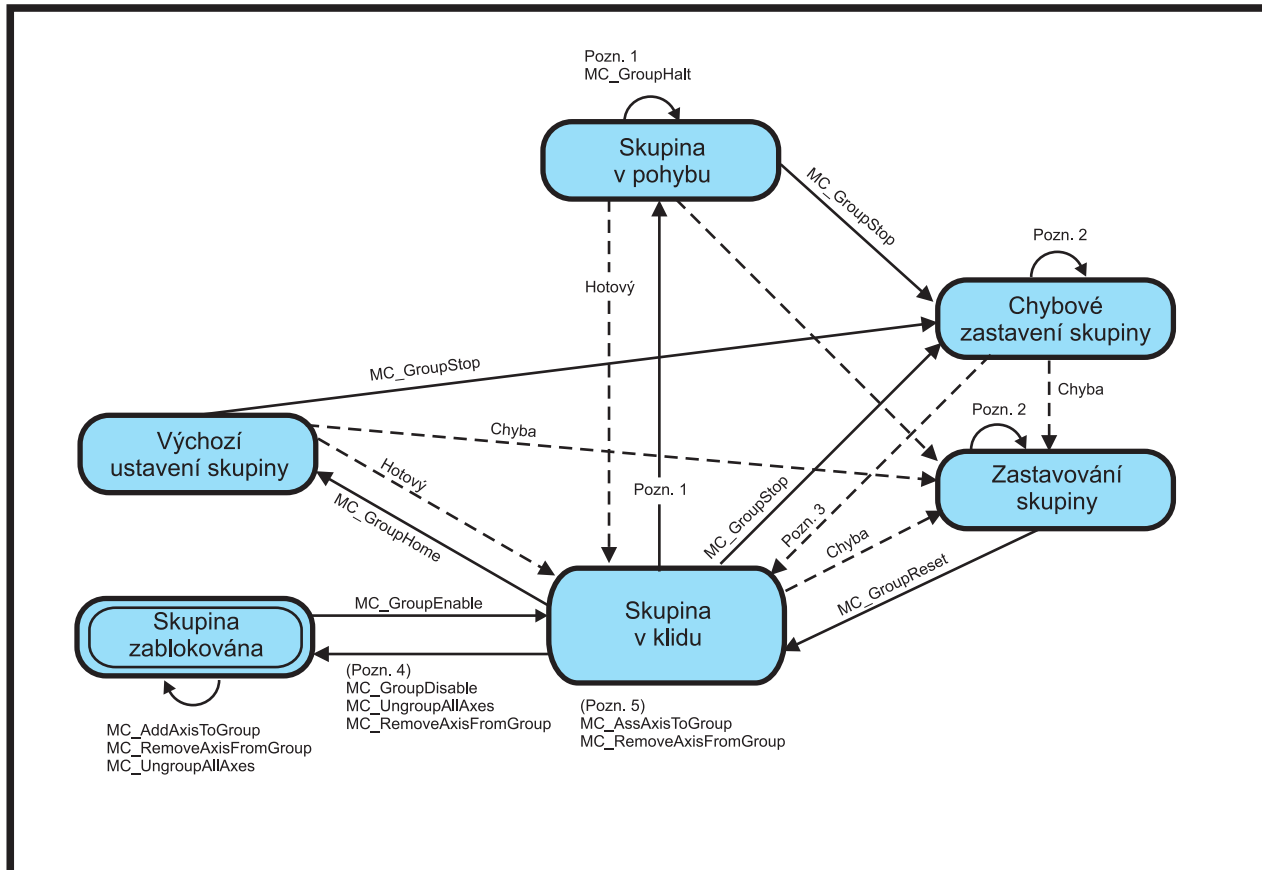 Pozn. 1
MC_GroupHalt
Skupina
v pohybu
MC_GroupStop
Pozn. 2
Hotový
Chybové
zastavení skupiny
MC_GroupStop
Chyba
Pozn. 2
Výchozí
ustavení skupiny
Chyba
Hotový
Zastavování
skupiny
Pozn. 1
MC_GroupStop
Pozn. 3
Chyba
MC_GroupHome
MC_GroupReset
MC_GroupEnable
Skupina
zablokována
Skupina
v klidu
(Pozn. 4)
MC_GroupDisable
MC_UngroupAllAxes
MC_RemoveAxisFromGroup
(Pozn. 5)
MC_AssAxisToGroup
MC_RemoveAxisFromGroup
MC_AddAxisToGroup
MC_RemoveAxisFromGroup
MC_UngroupAllAxes